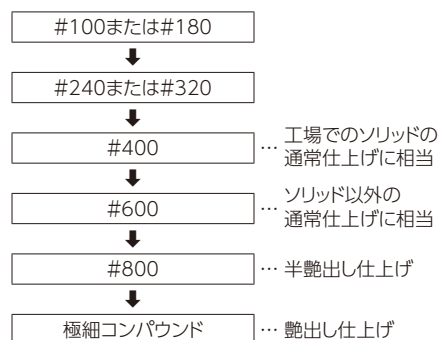 #100または#180
#240または#320
#400
… 工場でのソリッドの
通常仕上げに相当
#600
… ソリッド以外の
通常仕上げに相当
#800
… 半艶出し仕上げ
極細コンパウンド
… 艶出し仕上げ